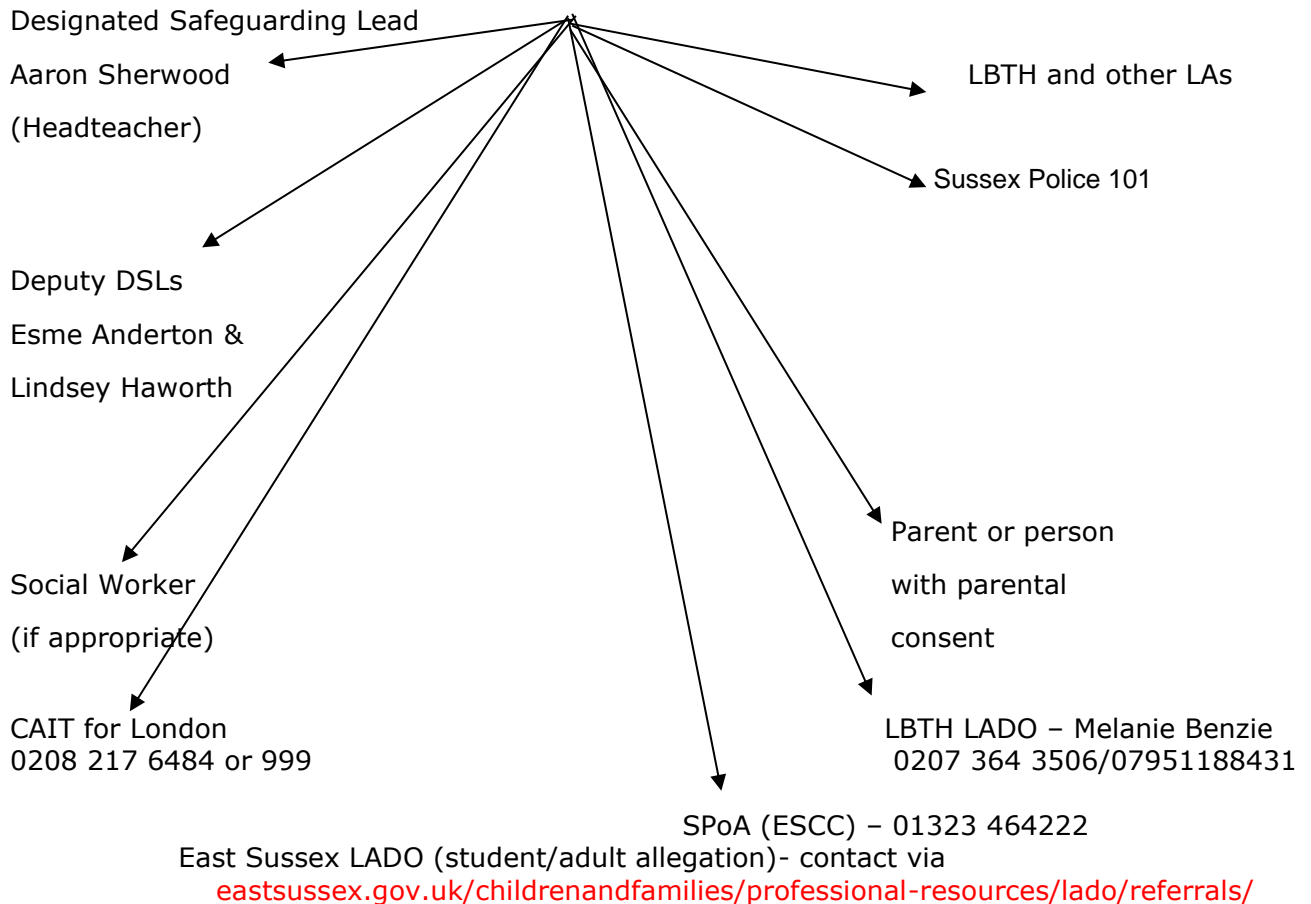 Designated Safeguarding Lead
Aaron Sherwood
(Headteacher)
LBTH and other LAs
Sussex Police 101
Deputy DSLs
Esme Anderton &
Lindsey Haworth
Social Worker
(if appropriate)
Parent or person
with parental
consent
CAIT for London
0208 217 6484 or 999
LBTH LADO – Melanie Benzie
0207 364 3506/07951188431
SPoA (ESCC) – 01323 464222
East Sussex LADO (student/adult allegation)- contact via
eastsussex.gov.uk/childrenandfamilies/professional-resources/lado/referrals/